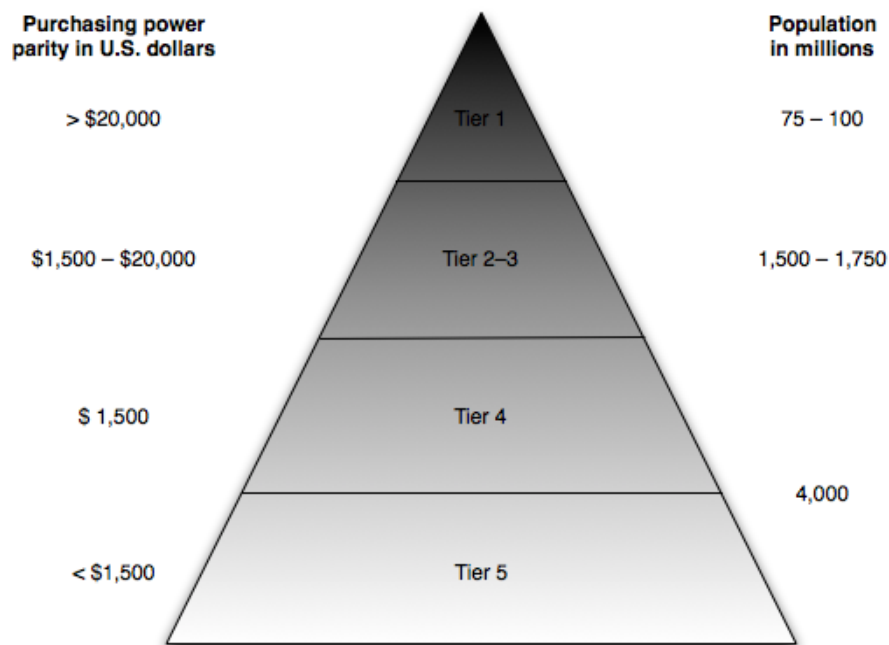 Purchasing power
parity in U.S. dollars
Population
in millions
> $20,000
Tier 1
75 – 100
$1,500 – $20,000
Tier 2–3
1,500 – 1,750
$ 1,500
Tier 4
4,000
< $1,500
Tier 5